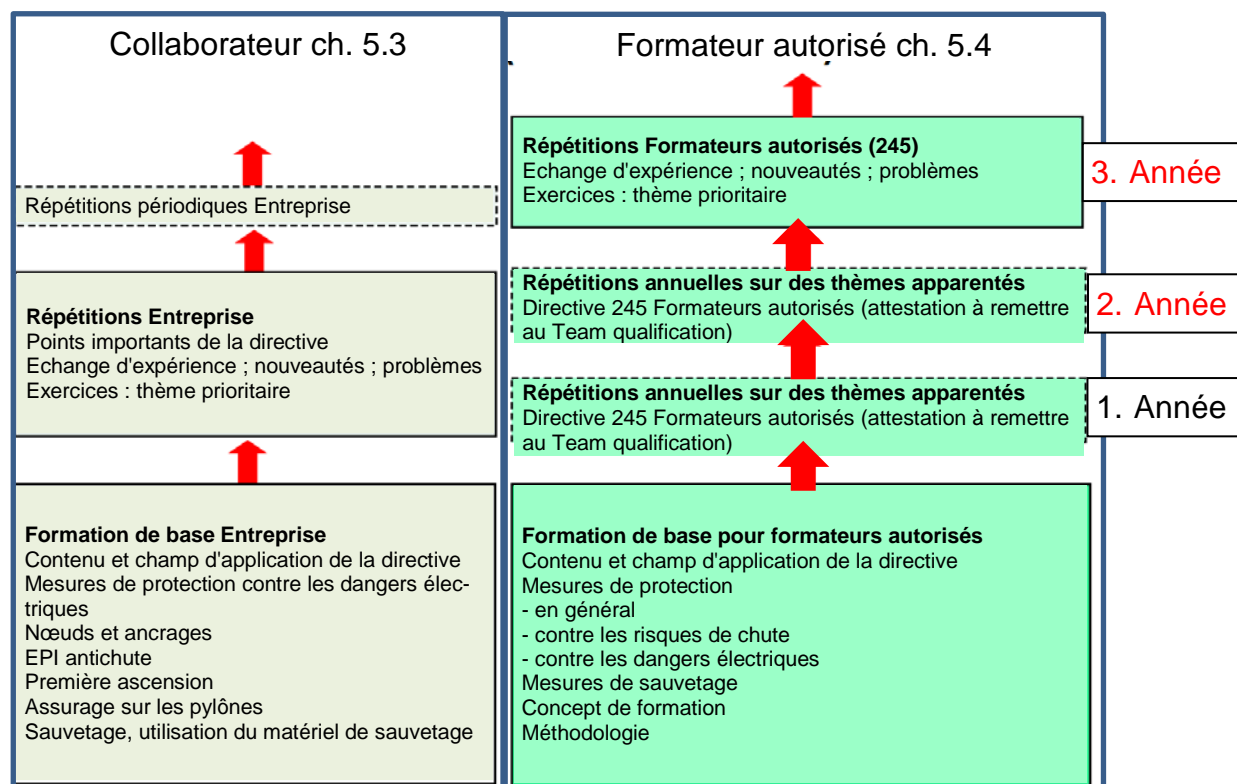 Collaborateur ch. 5.3
Répétitions périodiques Entreprise
Répétitions Entreprise
Points importants de la directive
Echange d'expérience ; nouveautés ; problèmes
Exercices : thème prioritaire
Formation de base Entreprise
Contenu et champ d'application de la directive
Mesures de protection contre les dangers élec-
triques
Nœuds et ancrages
EPI antichute
Première ascension
Assurage sur les pylônes
Sauvetage, utilisation du matériel de sauvetage
Formateur autorisé ch. 5.4
Répétitions Formateurs autorisés (245)
Echange d'expérience ; nouveautés ; problèmes
Exercices : thème prioritaire
3. Année
Répétitions annuelles sur des thèmes apparentés
Directive 245 Formateurs autorisés (attestation à remettre
au Team qualification)
2. Année
Répétitions annuelles sur des thèmes apparentés
Directive 245 Formateurs autorisés (attestation à remettre
au Team qualification)
1. Année
Formation de base pour formateurs autorisés
Contenu et champ d'application de la directive
Mesures de protection
- en général
- contre les risques de chute
- contre les dangers électriques
Mesures de sauvetage
Concept de formation
Méthodologie